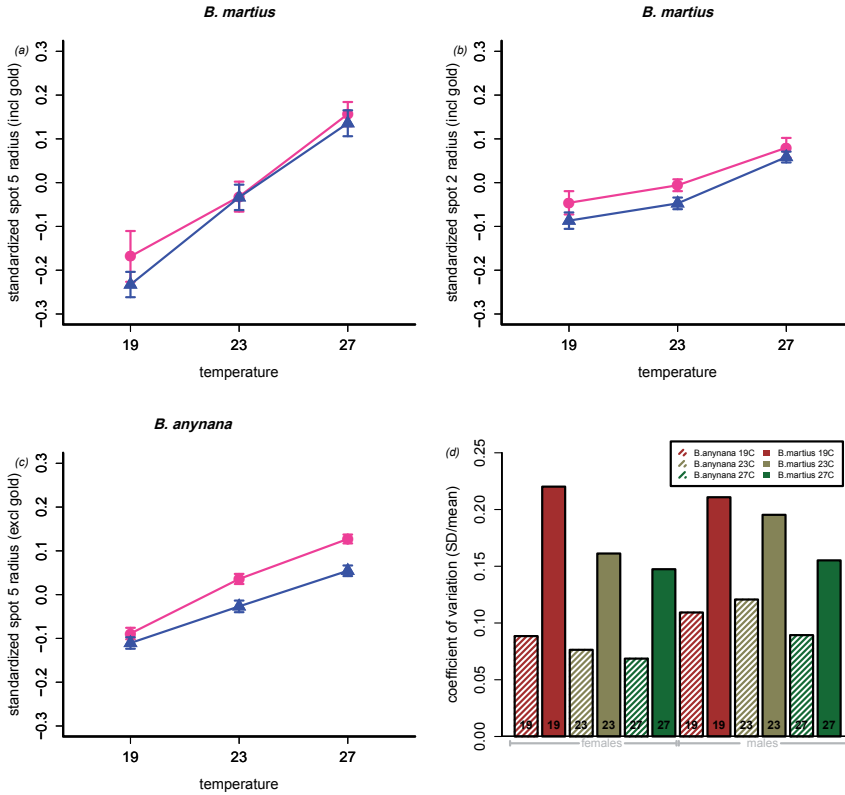 B. martius
(a)
standardized spot 5 radius (incl gold)
0.3
0.2
0.1
0.0
−0.1
−0.2
−0.3
19 23 27
temperature
B. martius
(b)
standardized spot 2 radius (incl gold)
0.3
0.2
0.1
0.0
−0.1
−0.2
−0.3
19 23 27
temperature
B. anynana
(c)
standardized spot 5 radius (excl gold)
0.3
0.2
0.1
0.0
−0.1
−0.2
−0.3
19 23 27
temperature
(d)
coefficient of variation (SD/mean)
0.25
0.20
0.15
0.10
0.05
0.00
B.anynana 19C B.martius 19C
B.anynana 23C B.martius 23C
B.anynana 27C B.martius 27C
19 19 23 23 27 27 19 19 23 23 27 27
females males